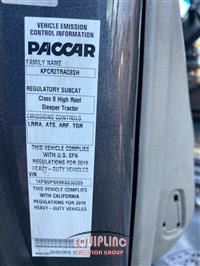 VEHICLE EMISSION
CONTROL INFORMATION
PACCAR
FAMILY NAME
KPCR2TRAC8SH
REGULATORY SUBCAT
Class 8 High Roof
Sleeper Tractor
EMISSIONS CONTROLS
LRRA, ATS, ARF, TGR
THIS VEHICLE COMPLIES
WITH U.S. EPA
REGULATIONS FOR 2019
HEAVY-DUTY VEHICLES
VIN
THIS VEHICLE COMPLIES
WITH CALIFORNIA
REGULATIONS FOR 2019
HEAVY-DUTY VEHICLES
EQUIPLINC